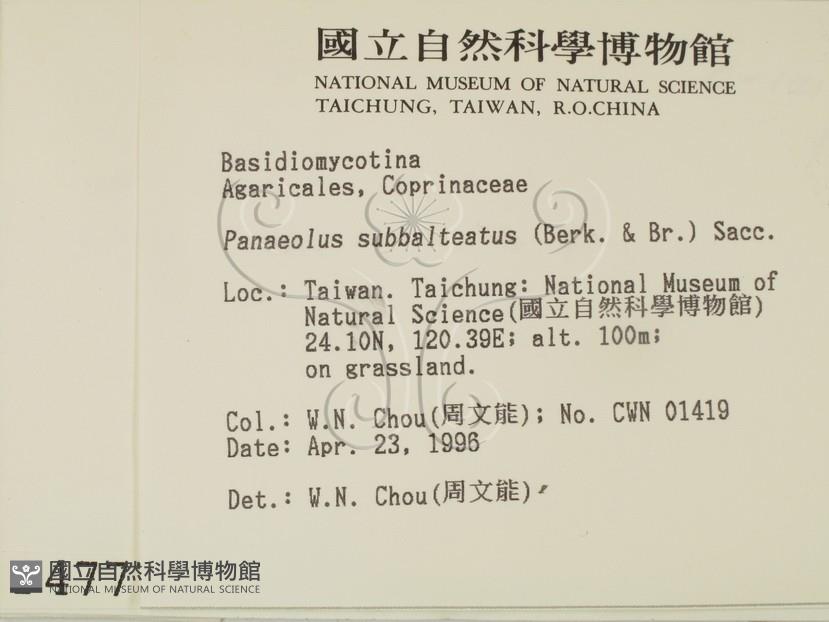 國立自然科學博物館
NATIONAL MUSEUM OF NATURAL SCIENCE
TAICHUNG, TAIWAN, R.O.CHINA
Basidiomycotina
Agaricales, Coprinaceae
Panaeolus subbalteatus (Berk. & Br.) Sacc.
Loc.: Taiwan. Taichung: National Museum of
Natural Science(國立自然科學博物館)
24.10N, 120.39E; alt. 100m;
on grassland.
Col.: W.N. Chou(周文能); No. CWN 01419
Date: Apr. 23, 1996
Det.: W.N. Chou(周文能)
477
國立自然科學博物館
NATIONAL MUSEUM OF NATURAL SCIENCE